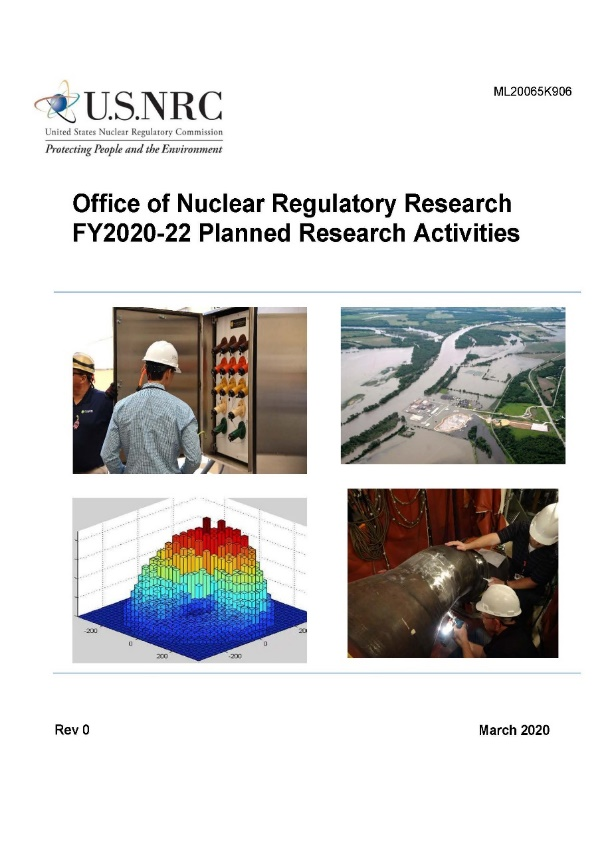 ML20065K906
U.S.NRC
United States Nuclear Regulatory Commission
Protecting People and the Environment
Office of Nuclear Regulatory Research
FY2020-22 Planned Research Activities
-200
0
200
-200
0
20
Rev 0
March 2020